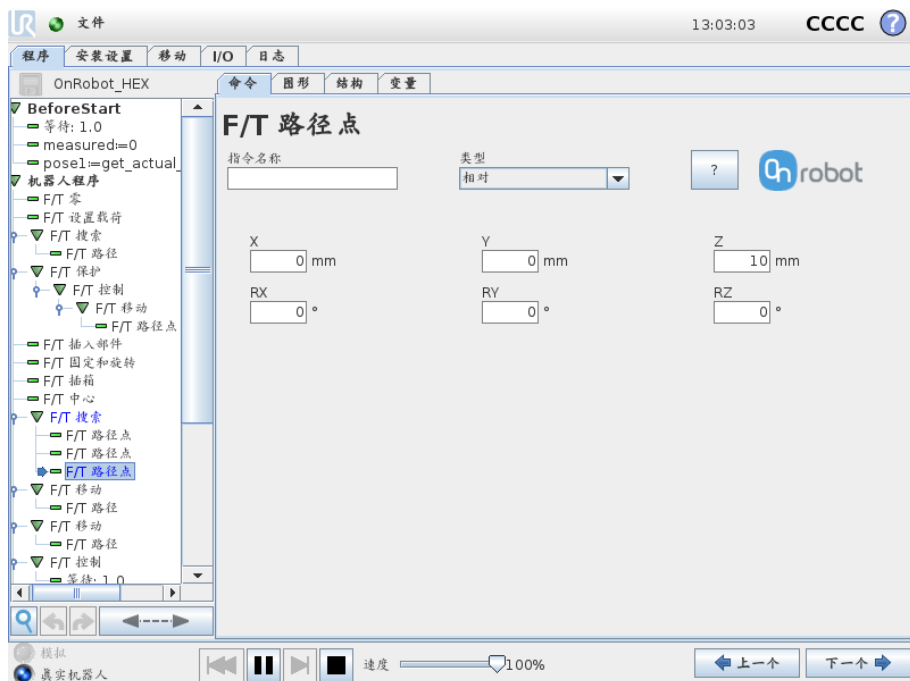 UR 文件 13:03:03 CCCC ?
程序 安装设置 移动 I/O 日志
OnRobot_HEX
命令 图形 结构 变量
BeforeStart
等待: 1.0
measured:=0
pose1:=get_actual_
机器人程序
F/T 零
F/T 设置载荷
F/T 搜索
F/T 路径
F/T 保护
F/T 控制
F/T 移动
F/T 路径点
F/T 插入部件
F/T 固定和旋转
F/T 插箱
F/T 中心
F/T 搜索
F/T 路径点
F/T 路径点
F/T 路径点
F/T 移动
F/T 路径
F/T 移动
F/T 路径
F/T 控制
等待: 1.0
F/T 路径点
指令名称 类型
相对 ? On robot
X Y Z
0 mm 0 mm 10 mm
RX RY RZ
0 ° 0 ° 0 °
模拟
真实机器人
速度 100% 上一个 下一个